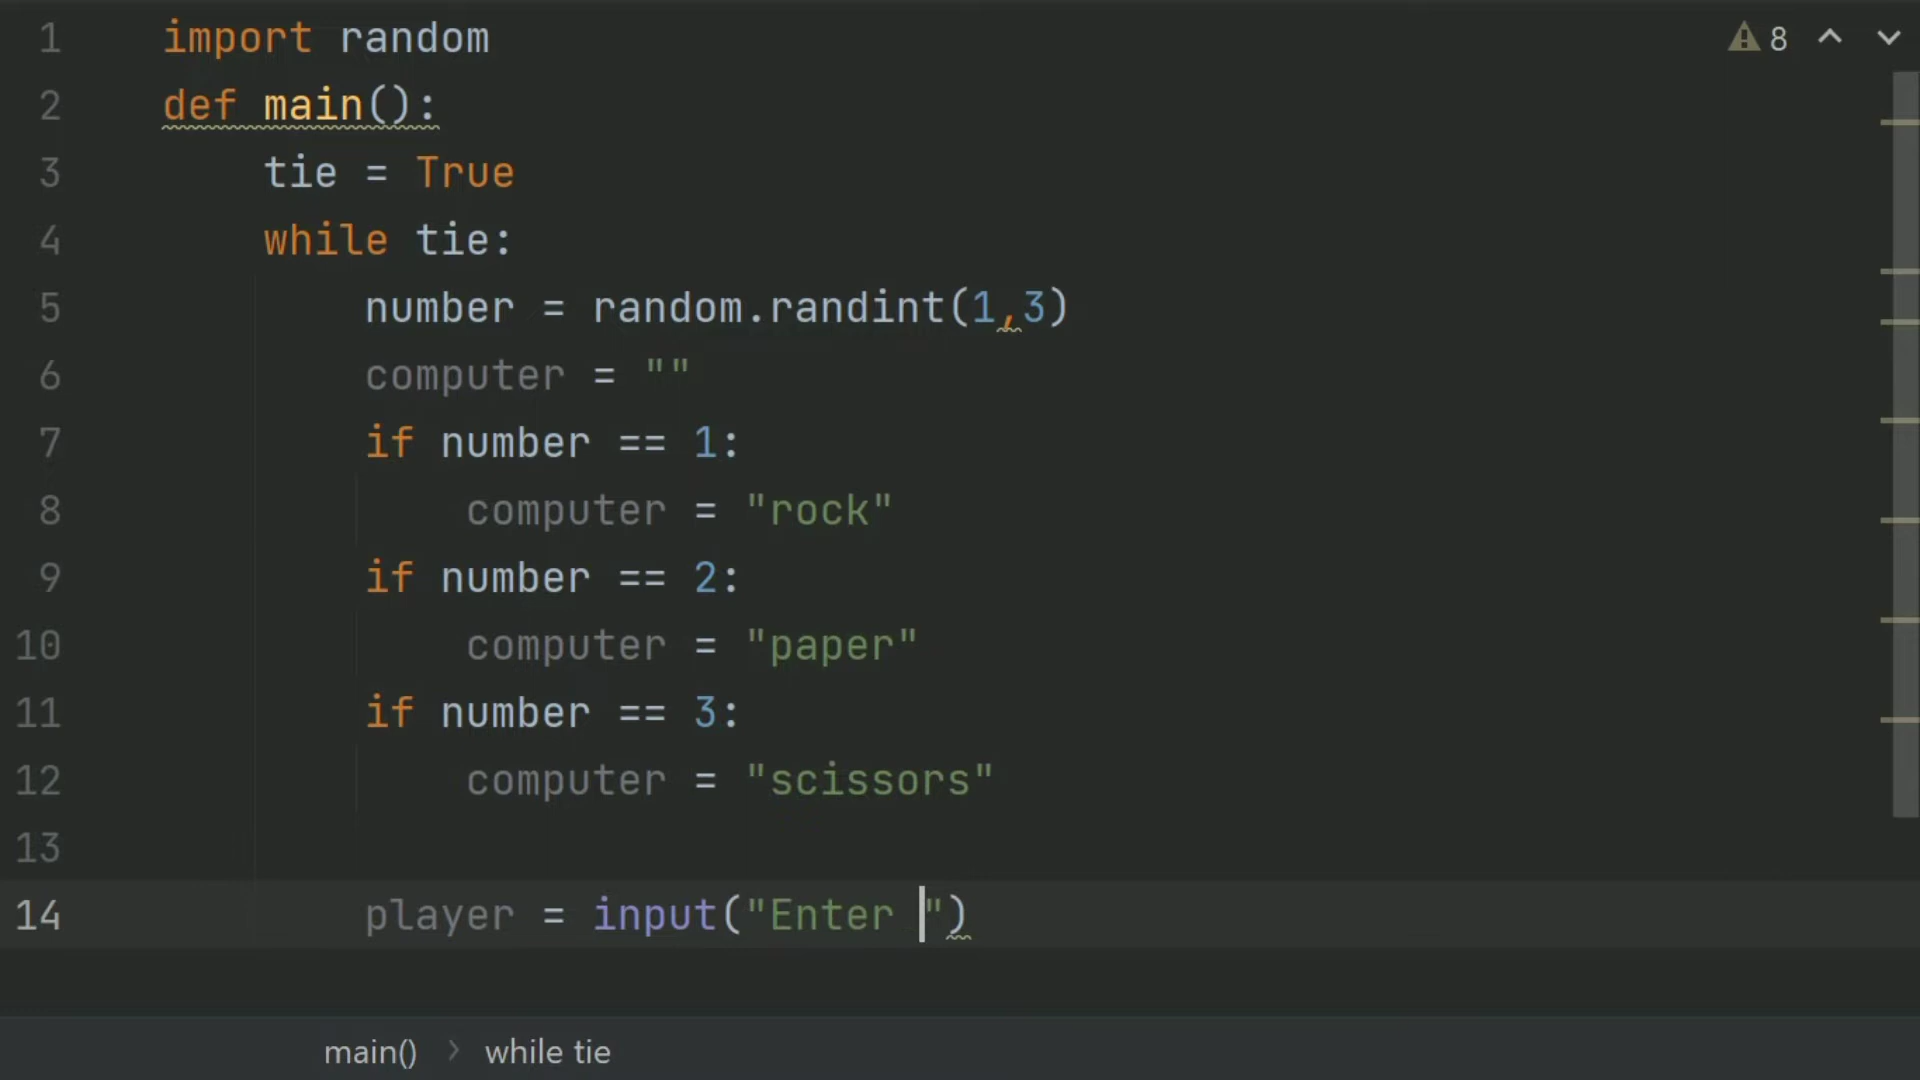 8
1 import random
2 def main():
3     tie = True
4     while tie:
5         number = random.randint(1,3)
6         computer = ""
7         if number == 1:
8             computer = "rock"
9         if number == 2:
10             computer = "paper"
11         if number == 3:
12             computer = "scissors"
13
14         player = input("Enter ")
main() > while tie